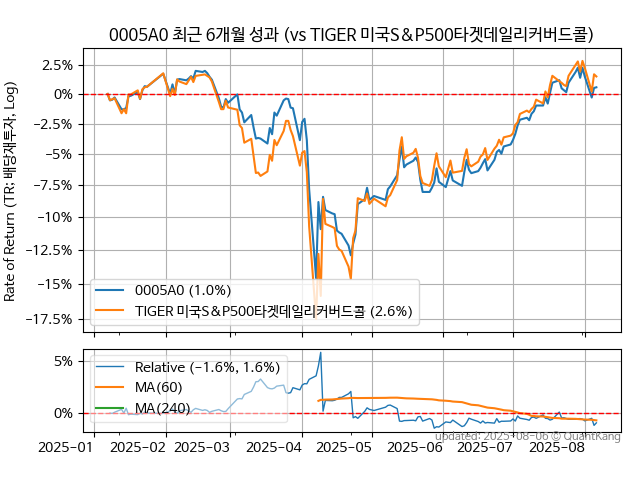 0005A0 최근 6개월 성과 (vs TIGER 미국S&P500타겟데일리커버드콜)
Rate of Return (TR: 배당재투자, Log)
2.5%
0%
−2.5%
−5%
−7.5%
−10%
−12.5%
−15%
−17.5%
0005A0 (1.0%)
TIGER 미국S&P500타겟데일리커버드콜 (2.6%)
5%
0%
Relative (−1.6%, 1.6%)
MA(60)
MA(240)
2025−01 2025−02 2025−03 2025−04 2025−05 2025−06 2025−07 2025−08
updated: 2025-08-06 © QuantKang